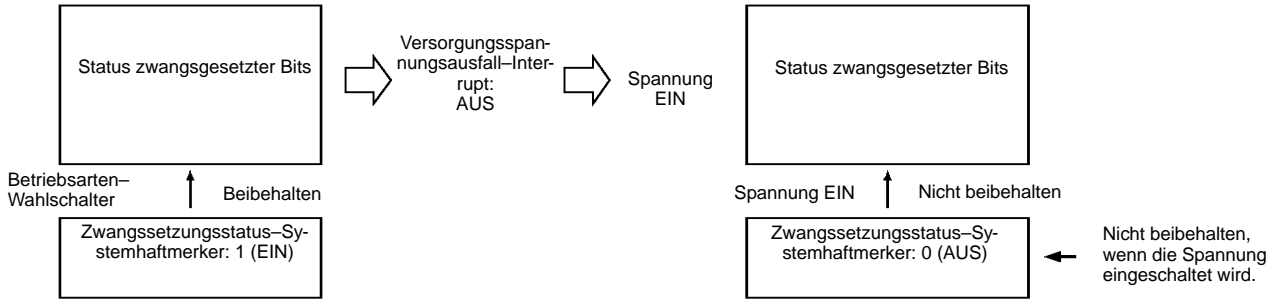 Status zwangsgesetzter Bits
Versorgungsspan-
nungsausfall–Inter-
rupt:
AUS
Spannung
EIN
Status zwangsgesetzter Bits
Betriebsarten–
Wahlschalter
Beibehalten
Spannung EIN
Nicht beibehalten
Zwangssetzungsstatus–Sy-
stemhaftmerker: 1 (EIN)
Zwangssetzungsstatus–Sy-
stemhaftmerker: 0 (AUS)
Nicht beibehalten,
wenn die Spannung
eingeschaltet wird.